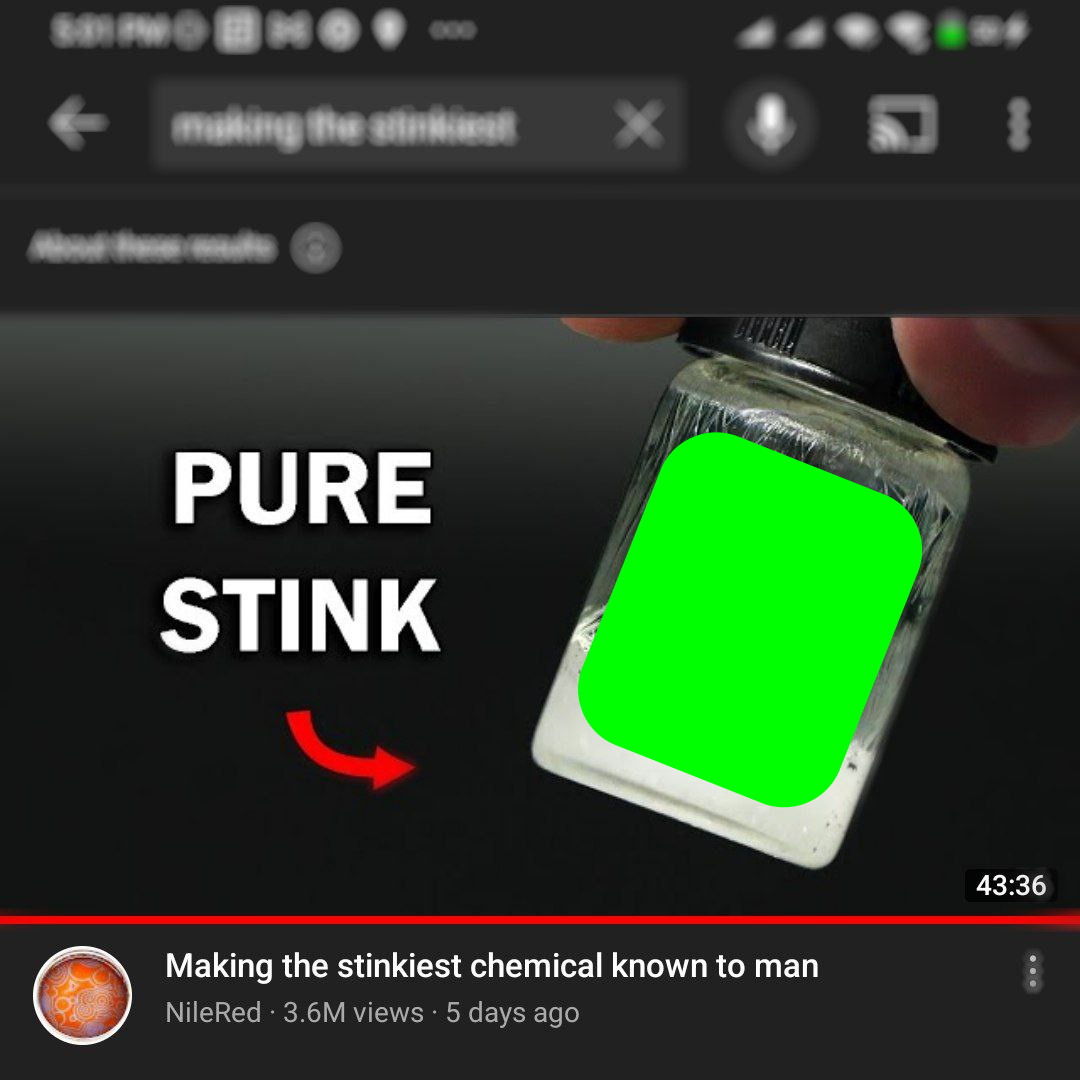 5:01 PM
making the stinkiest
About these results
PURE
STINK
43:36
Making the stinkiest chemical known to man
NileRed · 3.6M views · 5 days ago